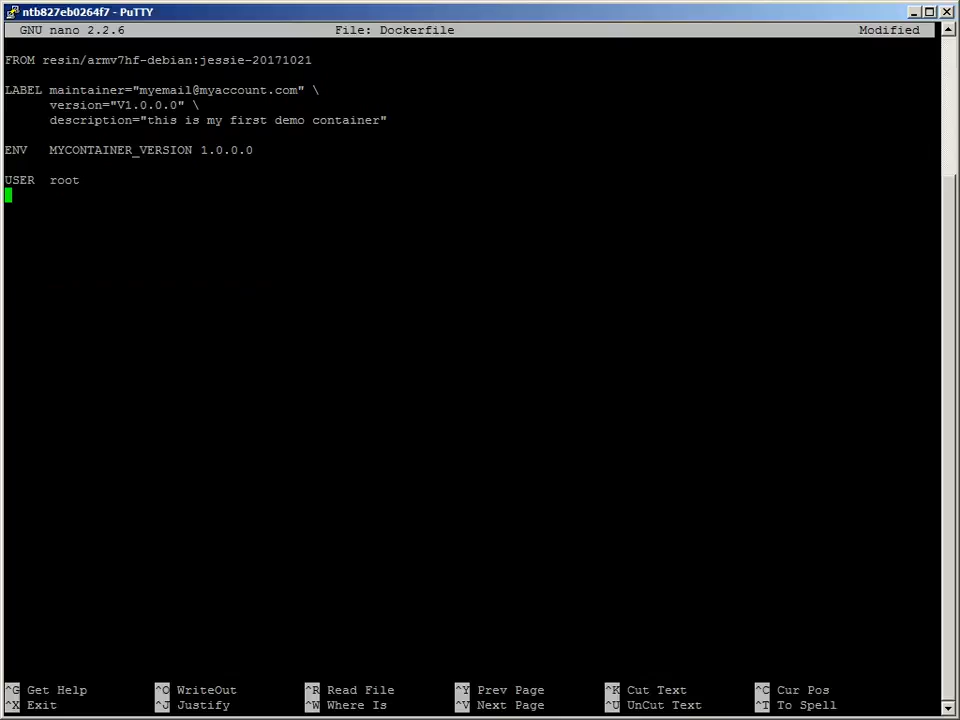 ntb827eb0264f7 - PuTTY
GNU nano 2.2.6 File: Dockerfile Modified
FROM resin/armv7hf-debian:jessie-20171021
LABEL maintainer="myemail@myaccount.com" \
version="V1.0.0.0" \
description="this is my first demo container"
ENV MYCONTAINER_VERSION 1.0.0.0
USER root
^G Get Help ^O WriteOut ^R Read File ^Y Prev Page ^K Cut Text ^C Cur Pos
^X Exit ^J Justify ^W Where Is ^V Next Page ^U UnCut Text ^T To Spell